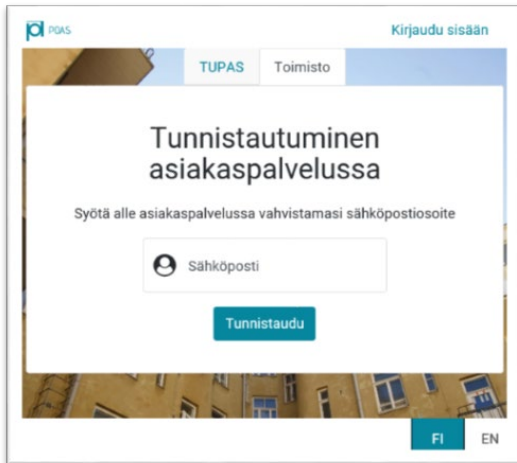 POAS
Kirjaudu sisään
TUPAS
Toimisto
Tunnistautuminen
asiakaspalvelussa
Syötä alle asiakaspalvelussa vahvistamasi sähköpostiosoite
Sähköposti
Tunnistaudu
FI
EN